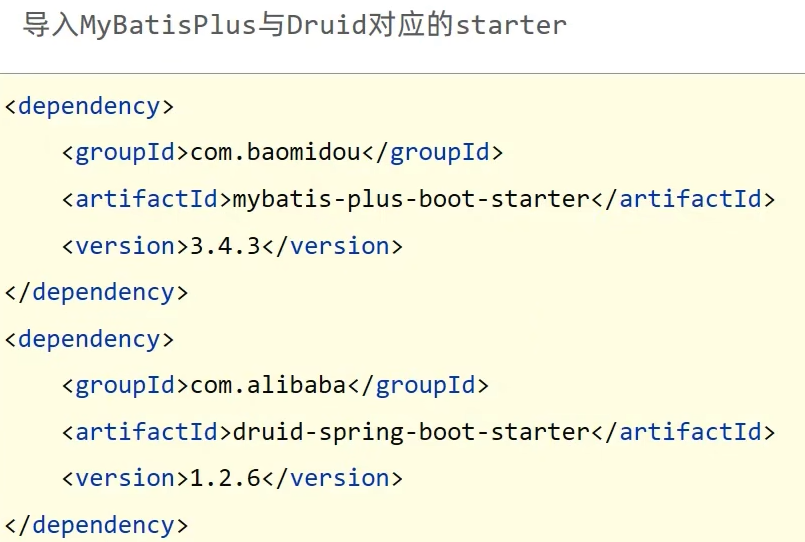 导入MyBatisPlus与Druid对应的starter
<dependency>
    <groupId>com.baomidou</groupId>
    <artifactId>mybatis-plus-boot-starter</artifactId>
    <version>3.4.3</version>
</dependency>
<dependency>
    <groupId>com.alibaba</groupId>
    <artifactId>druid-spring-boot-starter</artifactId>
    <version>1.2.6</version>
</dependency>